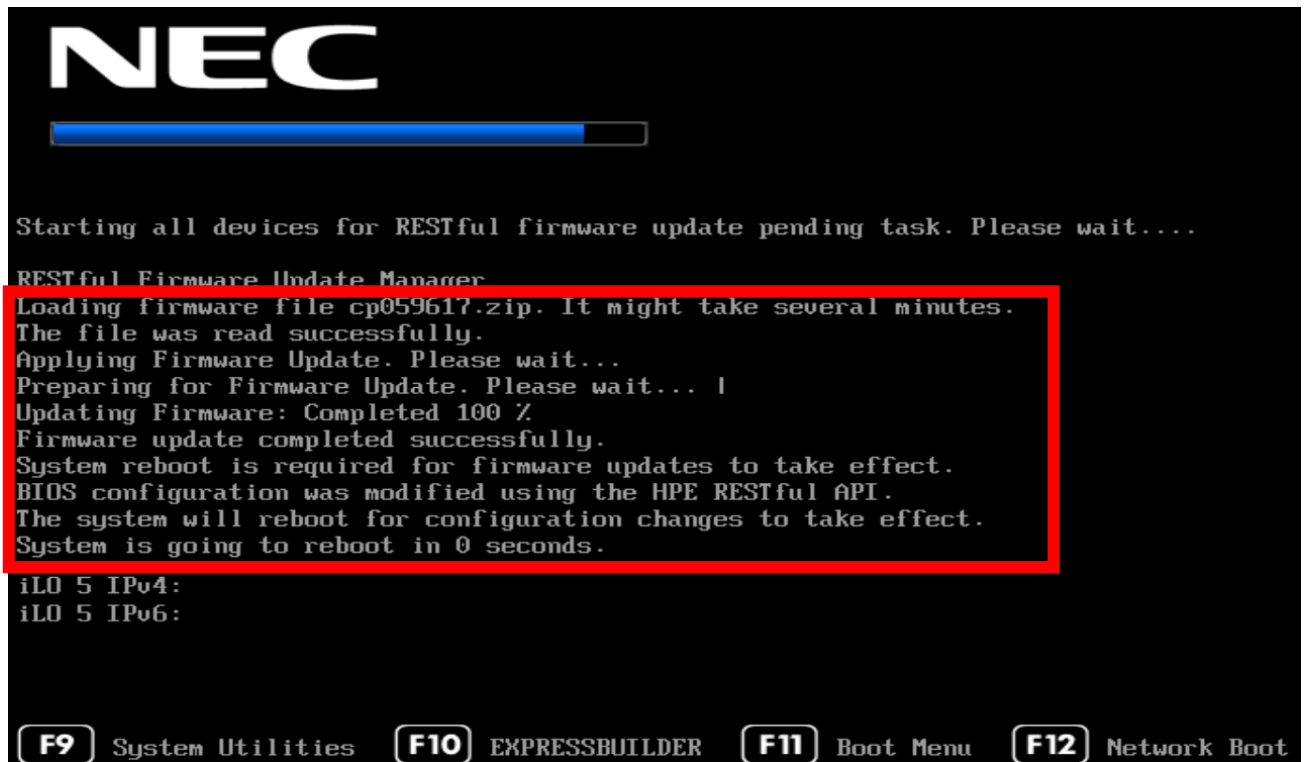 NEC
Starting all devices for RESTful firmware update pending task. Please wait....
RESTful Firmware Update Manager
Loading firmware file cp059617.zip. It might take several minutes.
The file was read successfully.
Applying Firmware Update. Please wait...
Preparing for Firmware Update. Please wait... |
Updating Firmware: Completed 100 %
Firmware update completed successfully.
System reboot is required for firmware updates to take effect.
BIOS configuration was modified using the HPE RESTful API.
The system will reboot for configuration changes to take effect.
System is going to reboot in 0 seconds.
iLO 5 IPv4:
iLO 5 IPv6:
F9 System Utilities F10 EXPRESSBUILDER F11 Boot Menu F12 Network Boot